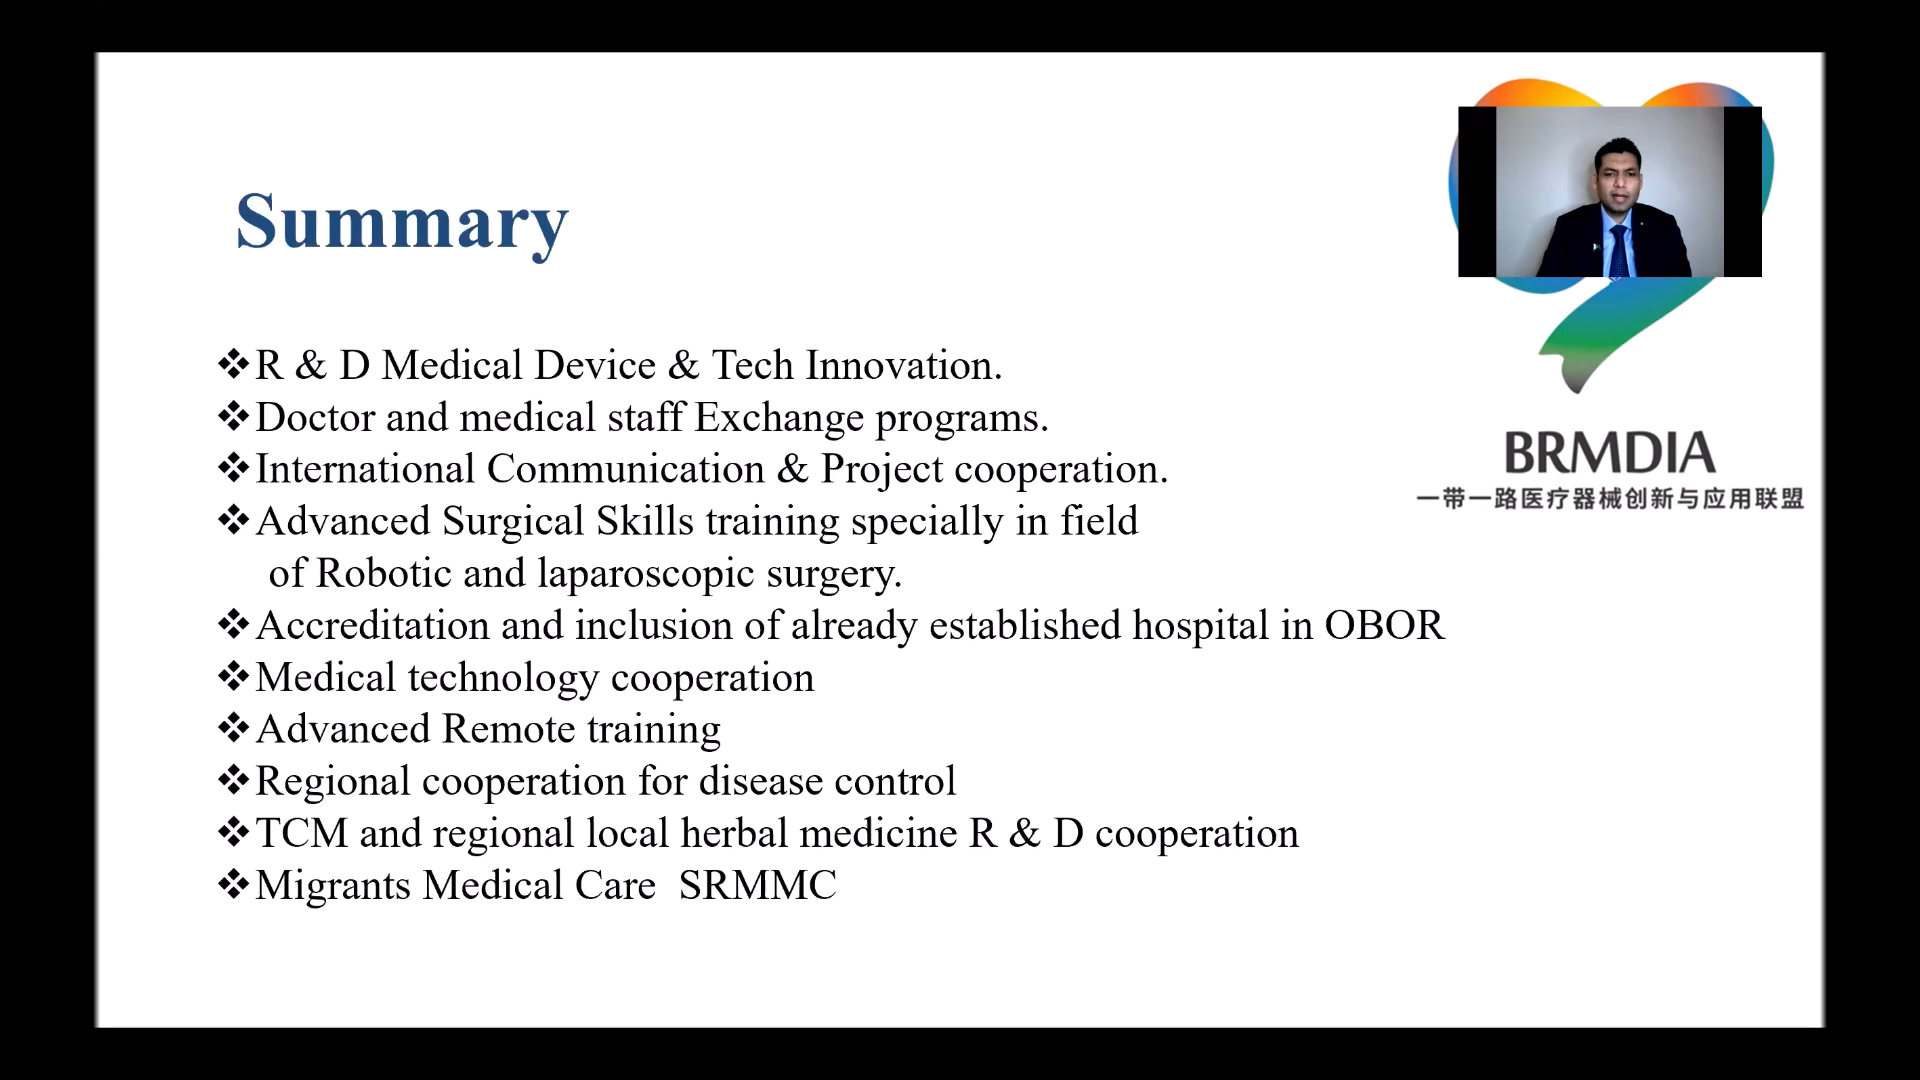 Summary
❖R & D Medical Device & Tech Innovation.
❖Doctor and medical staff Exchange programs.
❖International Communication & Project cooperation.
❖Advanced Surgical Skills training specially in field
of Robotic and laparoscopic surgery.
❖Accreditation and inclusion of already established hospital in OBOR
❖Medical technology cooperation
❖Advanced Remote training
❖Regional cooperation for disease control
❖TCM and regional local herbal medicine R & D cooperation
❖Migrants Medical Care  SRMMC
BRMDIA
一带一路医疗器械创新与应用联盟